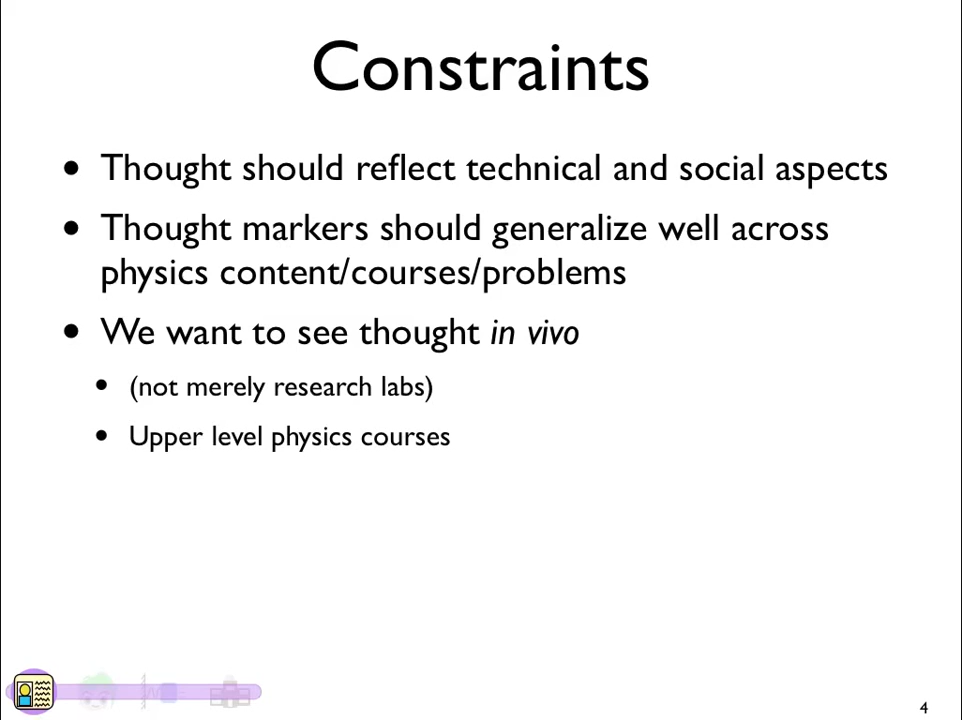 Constraints
• Thought should reflect technical and social aspects
• Thought markers should generalize well across
physics content/courses/problems
• We want to see thought in vivo
• (not merely research labs)
• Upper level physics courses
4